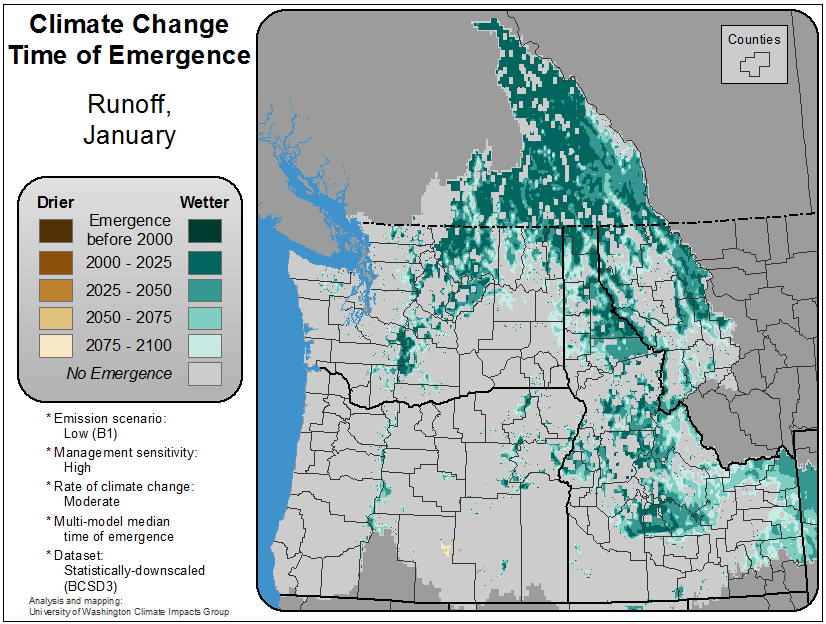 Climate Change
Time of Emergence
Runoff,
January
Drier
Wetter
Emergence
before 2000
2000 - 2025
2025 - 2050
2050 - 2075
2075 - 2100
No Emergence
* Emission scenario:
Low (B1)
* Management sensitivity:
High
* Rate of climate change:
Moderate
* Multi-model median
time of emergence
* Dataset:
Statistically-downscaled
(BCSD3)
Analysis and mapping:
University of Washington Climate Impacts Group
Counties